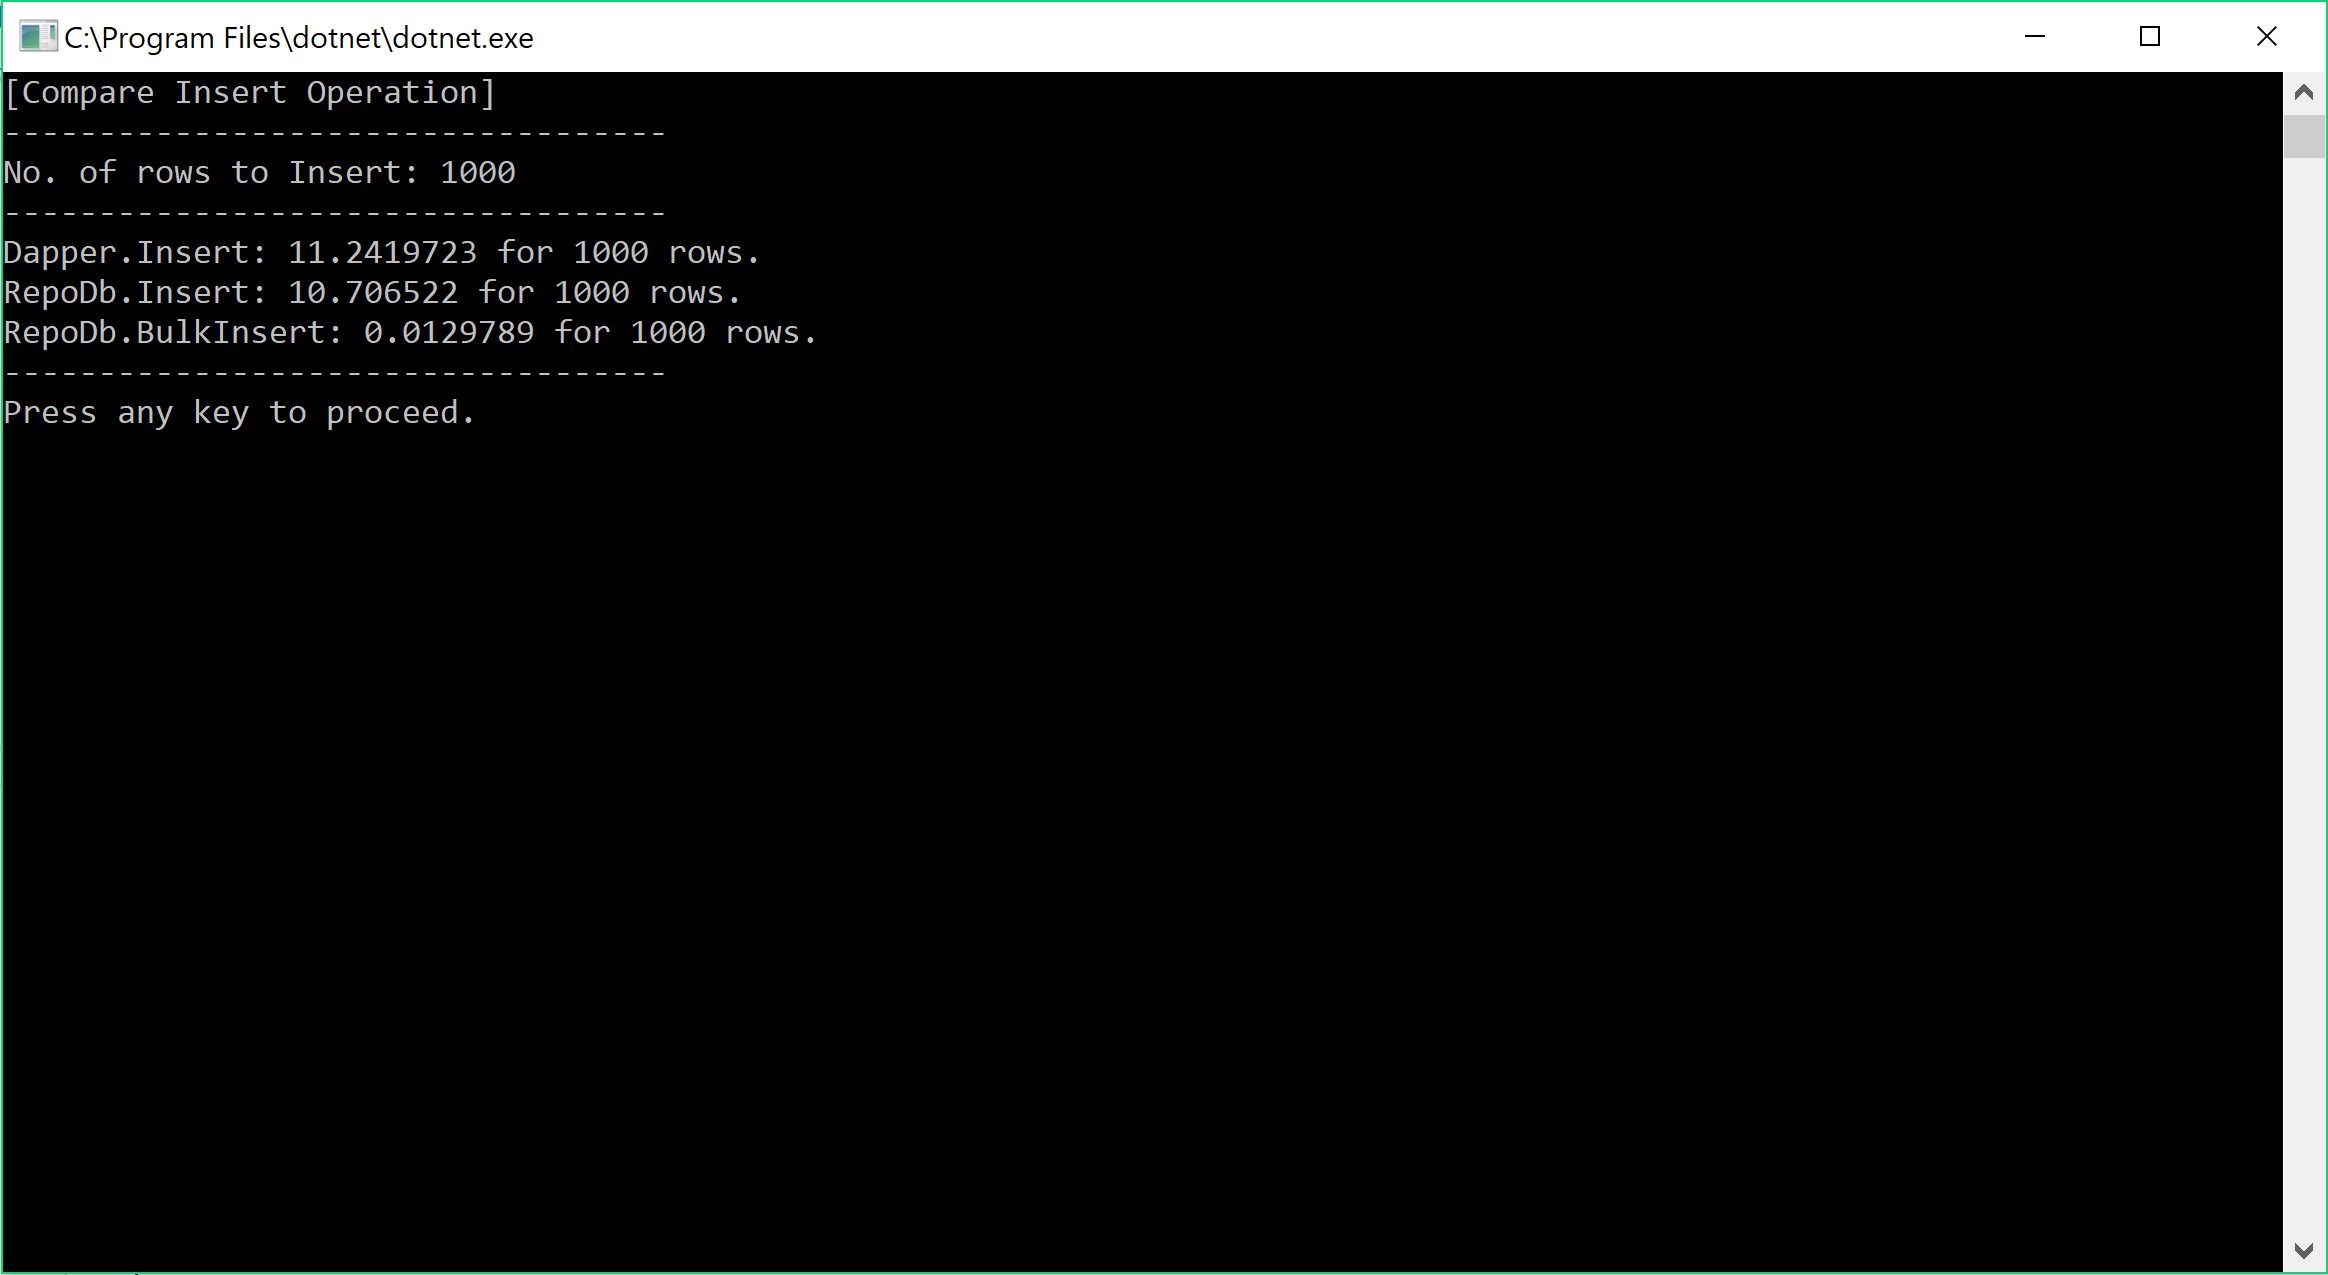 C:\Program Files\dotnet\dotnet.exe
[Compare Insert Operation]
-----------------------------------
No. of rows to Insert: 1000
-----------------------------------
Dapper.Insert: 11.2419723 for 1000 rows.
RepoDb.Insert: 10.706522 for 1000 rows.
RepoDb.BulkInsert: 0.0129789 for 1000 rows.
-----------------------------------
Press any key to proceed.